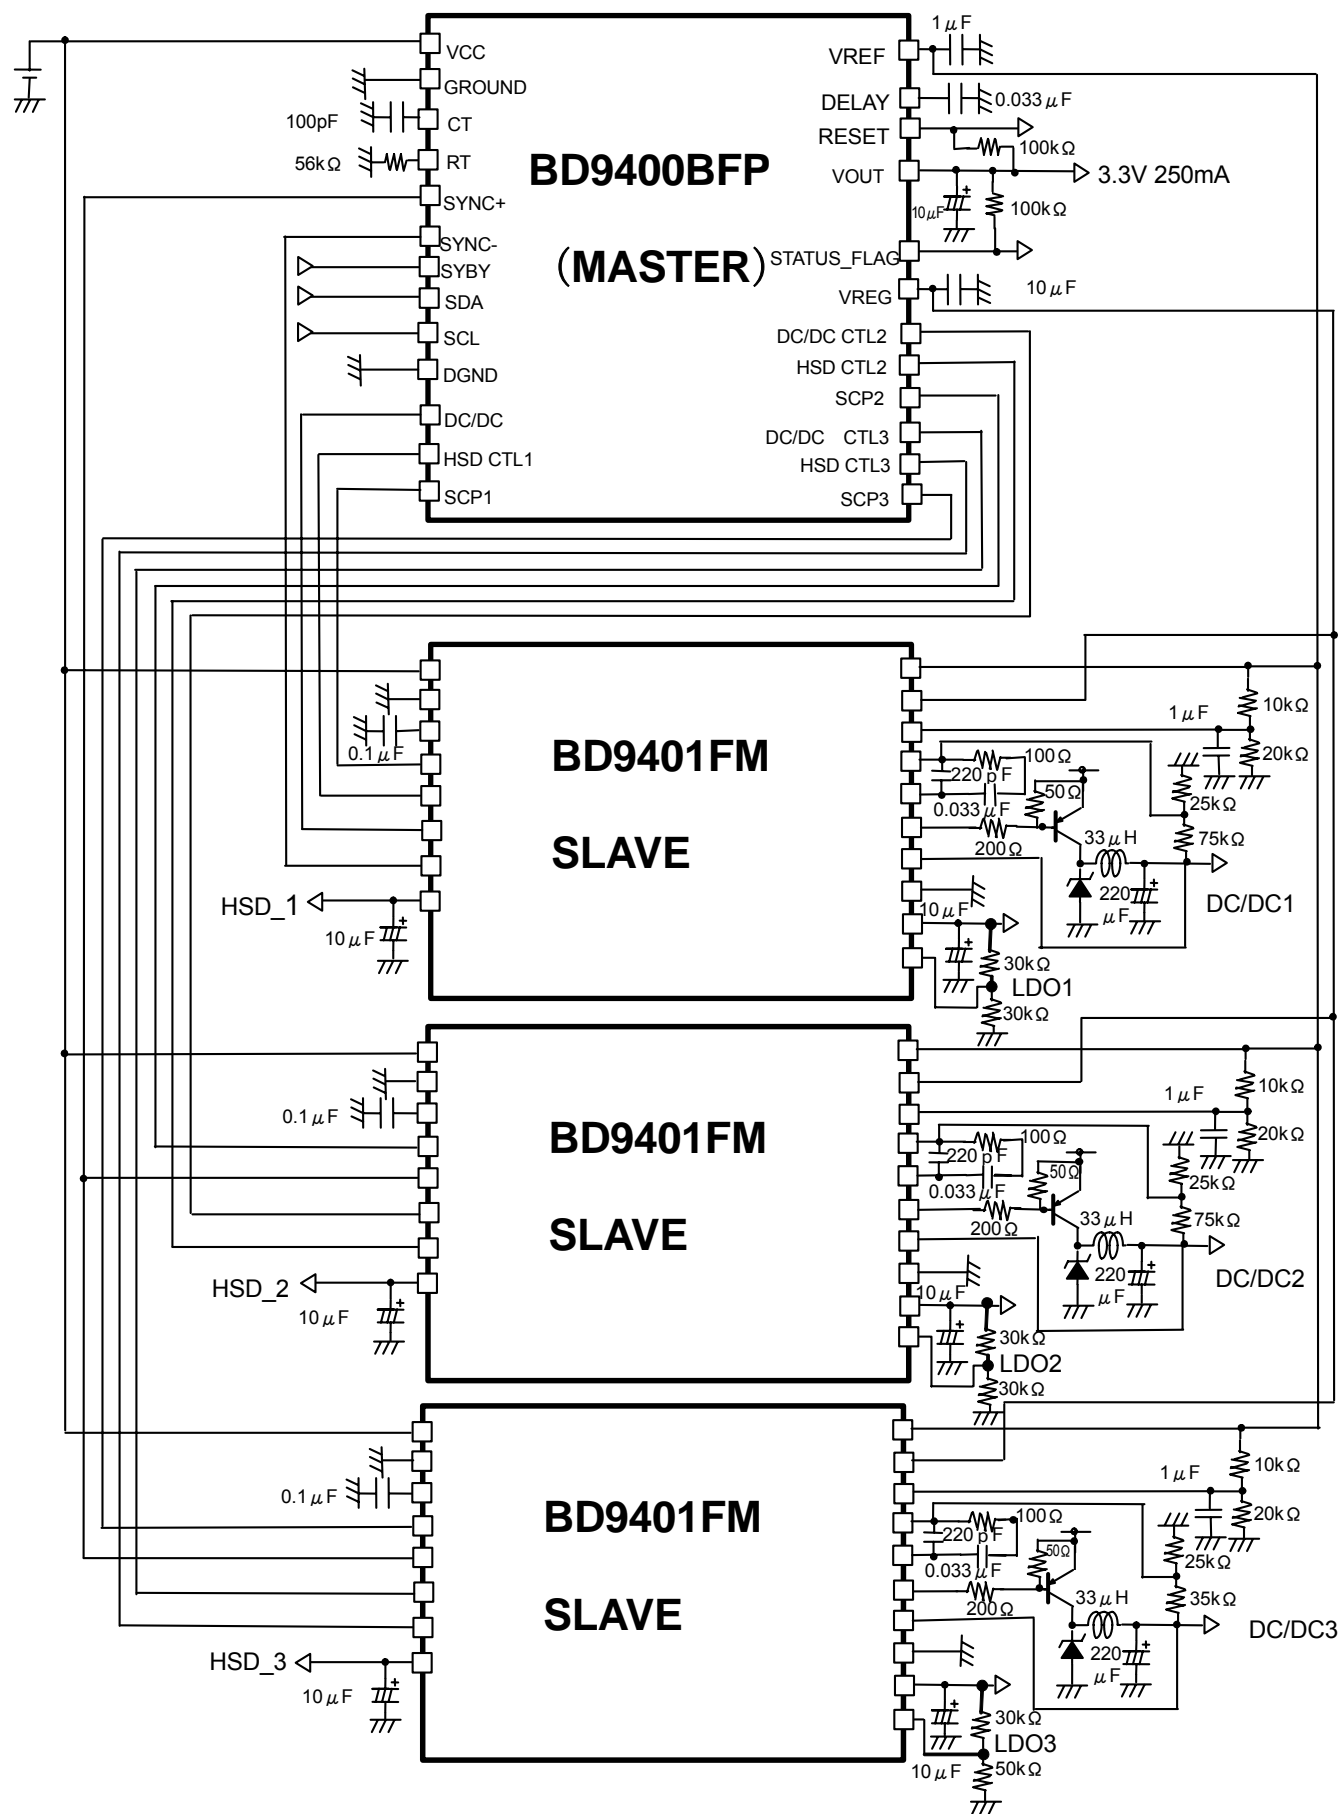 1μF
VCC
VREF
GROUND
DELAY
0.033μF
100pF
CT
RESET
100kΩ
56kΩ
RT
BD9400BFP
VOUT
3.3V 250mA
SYNC+
10μF
100kΩ
SYNC-
(MASTER)
STATUS_FLAG
SYBY
SDA
VREG
10μF
SCL
DC/DC CTL2
DGND
HSD CTL2
SCP2
DC/DC
DC/DC CTL3
HSD CTL1
HSD CTL3
SCP1
SCP3
10kΩ
1μF
0.1μF
BD9401FM
100Ω
20kΩ
220pF
50Ω
25kΩ
0.033μF
33μH
75kΩ
SLAVE
200Ω
HSD_1
220μF
DC/DC1
10μF
10μF
30kΩ
LDO1
30kΩ
10kΩ
1μF
0.1μF
BD9401FM
100Ω
20kΩ
220pF
50Ω
25kΩ
0.033μF
33μH
75kΩ
SLAVE
200Ω
HSD_2
220μF
DC/DC2
10μF
10μF
30kΩ
LDO2
30kΩ
10kΩ
1μF
0.1μF
BD9401FM
100Ω
20kΩ
220pF
50Ω
25kΩ
0.033μF
33μH
35kΩ
SLAVE
200Ω
DC/DC3
HSD_3
220μF
10μF
30kΩ
LDO3
10μF
50kΩ